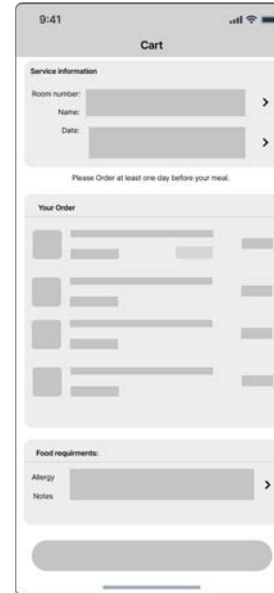 9:41
Cart
Service information
Room number:
Name:
Date:
Please Order at least one day before your meal.
Your Order
Food requirments:
Allergy
Notes